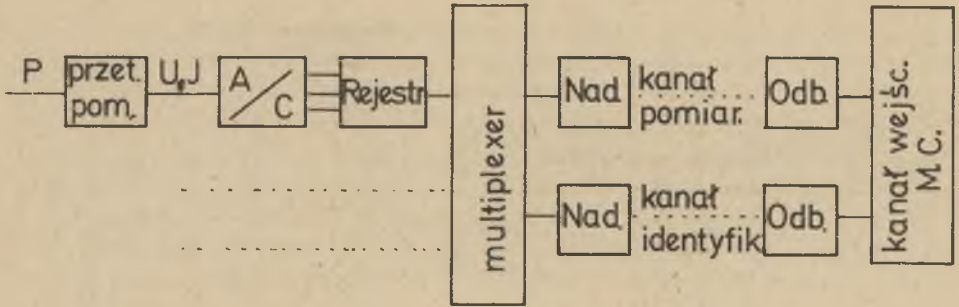 P
przet.
pom.
U,J
A
C
Rejestr
multiplexer
Nad.
kanał
pomiar.
Odb.
Nad.
kanał
identyfik.
Odb.
kanał wejśc.
M.C.